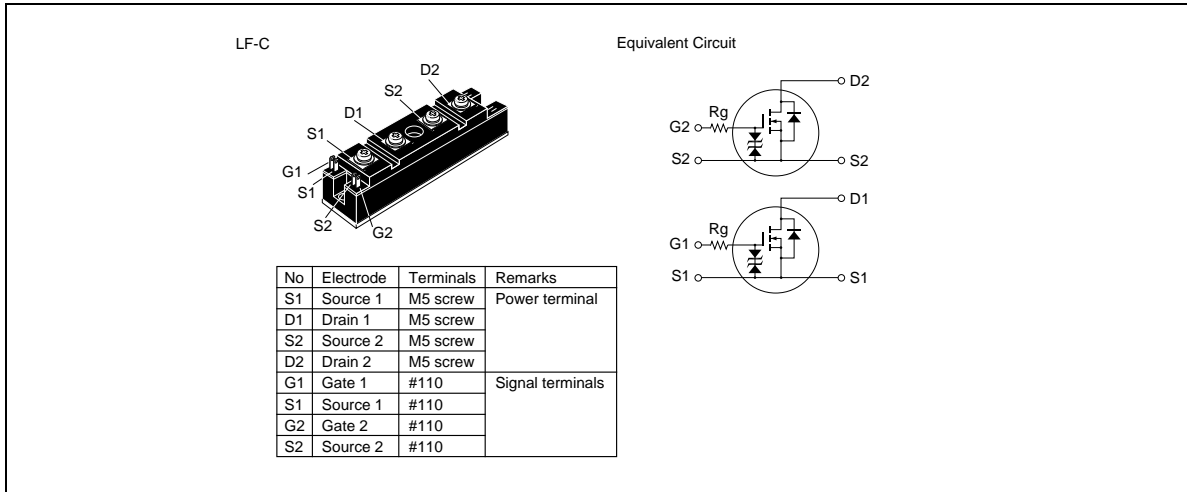 LF-C
D2
S2
D1
S1
G1
S1
S2
G2
Equivalent Circuit
D2
Rg
G2
S2
S2
D1
Rg
G1
S1
S1
No Electrode Terminals Remarks
S1 Source 1 M5 screw Power terminal
D1 Drain 1 M5 screw
S2 Source 2 M5 screw
D2 Drain 2 M5 screw
G1 Gate 1 #110 Signal terminals
S1 Source 1 #110
G2 Gate 2 #110
S2 Source 2 #110